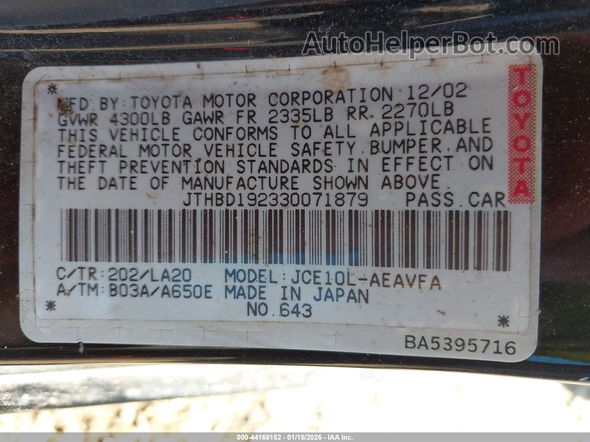 AutoHelperBot.com
MFD. BY: TOYOTA MOTOR CORPORATION 12/02
GVWR 4300LB GAWR FR 2335LB RR 2270LB
THIS VEHICLE CONFORMS TO ALL APPLICABLE
FEDERAL MOTOR VEHICLE SAFETY, BUMPER, AND
THEFT PREVENTION STANDARDS IN EFFECT ON
THE DATE OF MANUFACTURE SHOWN ABOVE.
JTHBD192330071879 PASS. CAR
TOYOTA
C/TR: 202/LA20 MODEL: JCE10L-AEAVFA
A/TM: B03A/A650E MADE IN JAPAN
NO. 643
BA5395716
000-44168152 - 01/15/2026 - IAA Inc.